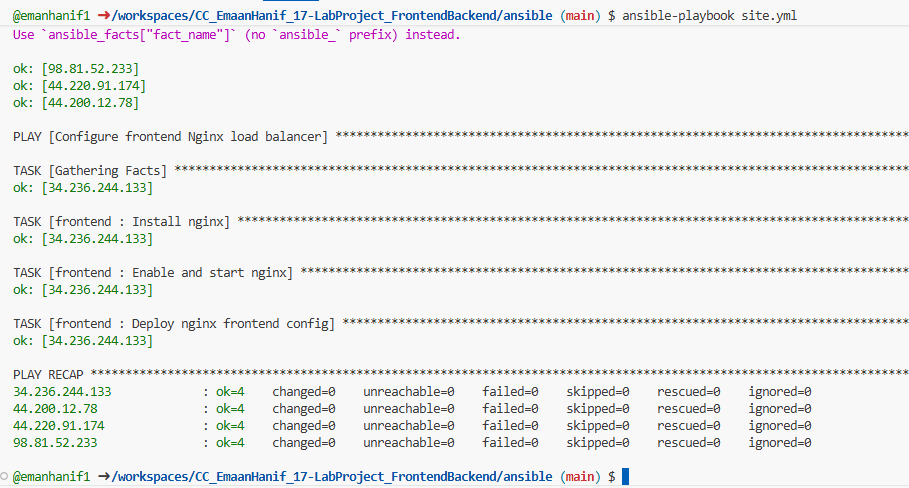 @emanhanif1 ➜/workspaces/CC_EmaanHanif_17-LabProject_FrontendBackend/ansible (main) $ ansible-playbook site.yml
Use `ansible_facts["fact_name"]` (no `ansible_` prefix) instead.
ok: [98.81.52.233]
ok: [44.220.91.174]
ok: [44.200.12.78]
PLAY [Configure frontend Nginx load balancer] **********************************************************************************
TASK [Gathering Facts] *********************************************************************************************************
ok: [34.236.244.133]
TASK [frontend : Install nginx] ************************************************************************************************
ok: [34.236.244.133]
TASK [frontend : Enable and start nginx] ***************************************************************************************
ok: [34.236.244.133]
TASK [frontend : Deploy nginx frontend config] *********************************************************************************
ok: [34.236.244.133]
PLAY RECAP *********************************************************************************************************************
34.236.244.133 : ok=4 changed=0 unreachable=0 failed=0 skipped=0 rescued=0 ignored=0
44.200.12.78 : ok=4 changed=0 unreachable=0 failed=0 skipped=0 rescued=0 ignored=0
44.220.91.174 : ok=4 changed=0 unreachable=0 failed=0 skipped=0 rescued=0 ignored=0
98.81.52.233 : ok=4 changed=0 unreachable=0 failed=0 skipped=0 rescued=0 ignored=0
@emanhanif1 ➜/workspaces/CC_EmaanHanif_17-LabProject_FrontendBackend/ansible (main) $